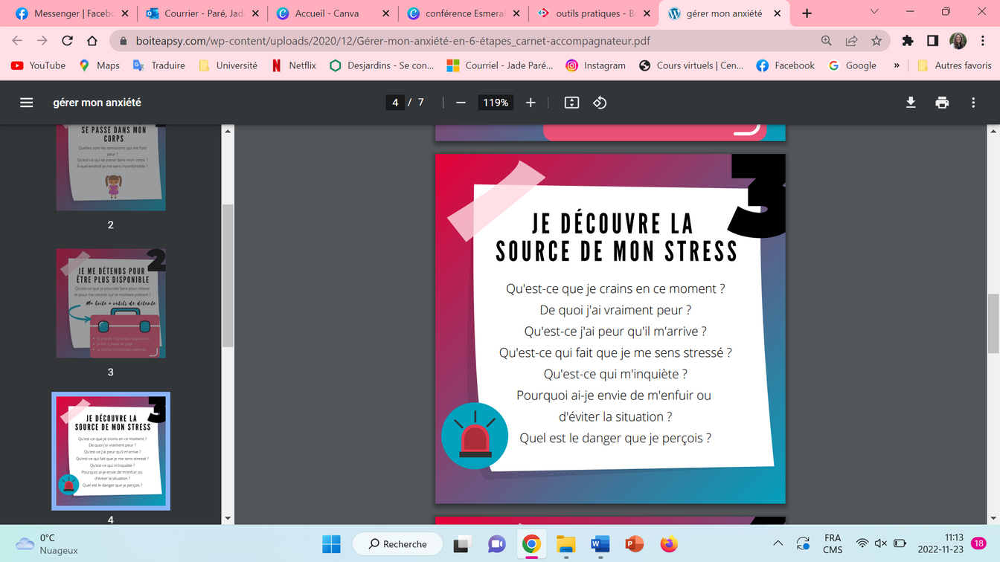 Messenger | Faceb
Courrier - Paré, Jad
Accueil - Canva
conférence Esmeral
outils pratiques - B
gérer mon anxiété
boiteapsy.com/wp-content/uploads/2020/12/Gérer-mon-anxiété-en-6-étapes_carnet-accompagnateur.pdf
YouTube
Maps
Traduire
Université
Netflix
Desjardins - Se con...
Courriel - Jade Paré...
Instagram
Cours virtuels | Cen...
Facebook
Google
»
Autres favoris
gérer mon anxiété
4 / 7
119%
SE PASSE DANS MON
CORPS
Quelles sont les sensations qui me font
peur ?
Qu'est-ce qui se passe dans mon corps ?
À quel endroit je me sens inconfortable ?
2
2
JE ME DÉTENDS POUR
ÊTRE PLUS DISPONIBLE
Qu'est-ce que je pourrais faire pour relaxer
et pour me centrer sur le moment présent ?
Ma boîte à outils de détente
3
3
JE DÉCOUVRE LA
SOURCE DE MON STRESS
Qu'est-ce que je crains en ce moment ?
De quoi j'ai vraiment peur ?
Qu'est-ce j'ai peur qu'il m'arrive ?
Qu'est-ce qui fait que je me sens stressé ?
Qu'est-ce qui m'inquiète ?
Pourquoi ai-je envie de m'enfuir ou
d'éviter la situation ?
Quel est le danger que je perçois ?
4
3
JE DÉCOUVRE LA
SOURCE DE MON STRESS
Qu'est-ce que je crains en ce moment ?
De quoi j'ai vraiment peur ?
Qu'est-ce j'ai peur qu'il m'arrive ?
Qu'est-ce qui fait que je me sens stressé ?
Qu'est-ce qui m'inquiète ?
Pourquoi ai-je envie de m'enfuir ou
d'éviter la situation ?
Quel est le danger que je perçois ?
0°C
Nuageux
Recherche
FRA
CMS
11:13
2022-11-23
18